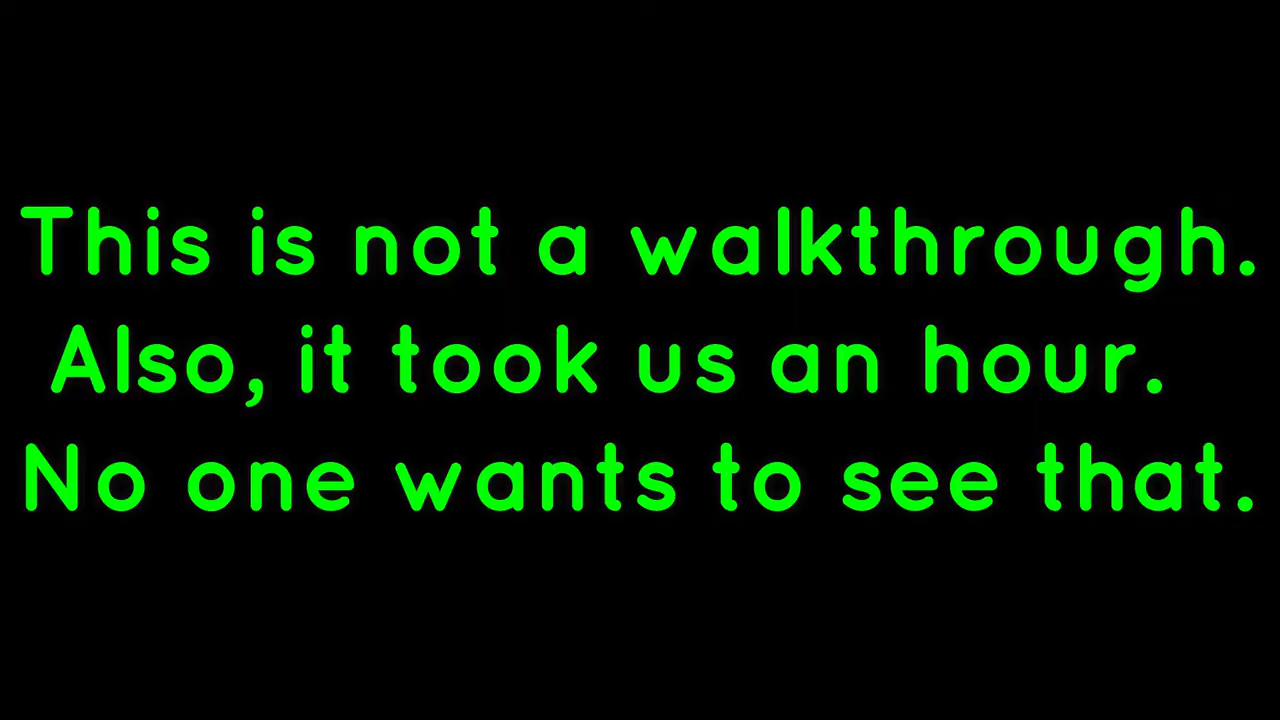 This is not a walkthrough.
Also, it took us an hour.
No one wants to see that.